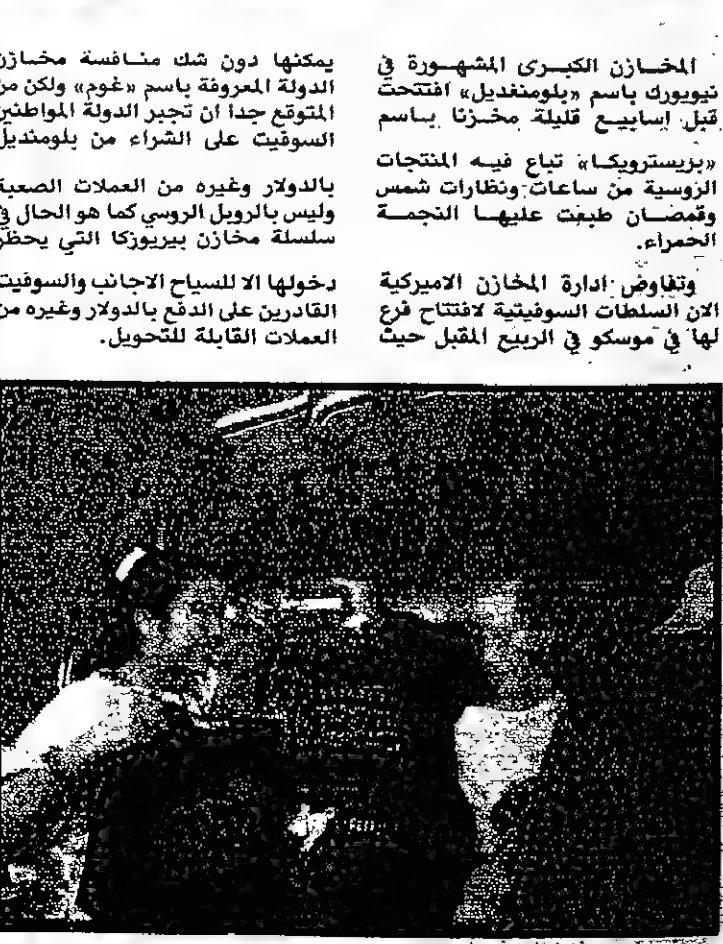 المخازن الكبرى المشهورة في
نيويورك باسم «بلومنغديل» افتتحت
قبل اسابيع قليلة مخزنا باسم
«بريسترويكا» تباع فيه المنتجات
الروسية من ساعات ونظارات شمس
وقمصان طبعت عليها النجمة
الحمراء.
وتفاوض ادارة المخازن الاميركية
الان السلطات السوفيتية لافتتاح فرع
لها في موسكو في الربيع المقبل حيث
يمكنها دون شك منافسة مخازن
الدولة المعروفة باسم «غوم» ولكن من
المتوقع جدا ان تجبر الدولة المواطنين
السوفيت على الشراء من بلومنديل
بالدولار وغيره من العملات الصعبة
وليس بالروبل الروسي كما هو الحال في
سلسلة مخازن بيريوزكا التي يحظر
دخولها الا للسياح الاجانب والسوفيت
القادرين على الدفع بالدولار وغيره من
العملات القابلة للتحويل.